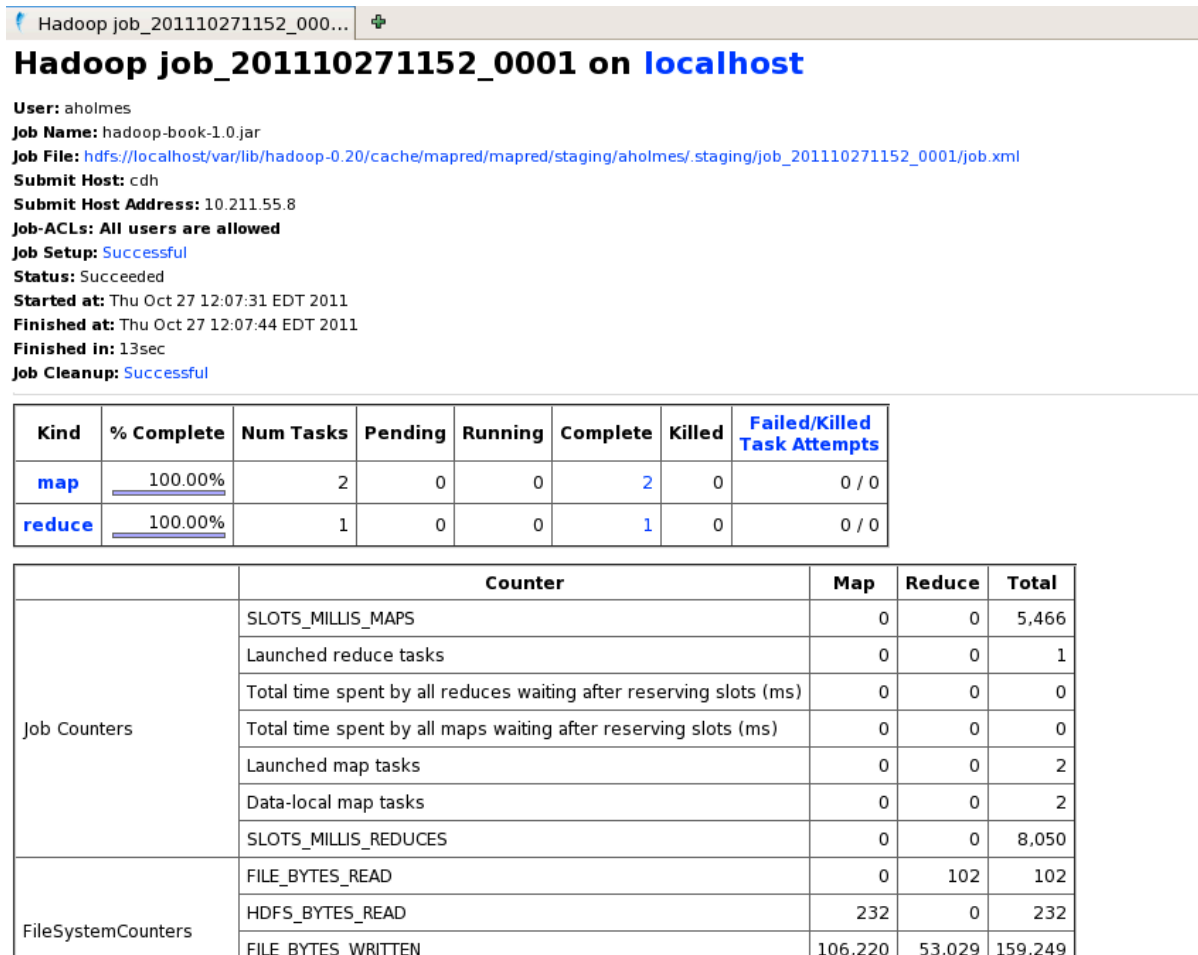 Hadoop job_201110271152_000...
Hadoop job_201110271152_0001 on localhost
User: aholmes
Job Name: hadoop-book-1.0.jar
Job File: hdfs://localhost/var/lib/hadoop-0.20/cache/mapred/mapred/staging/aholmes/.staging/job_201110271152_0001/job.xml
Submit Host: cdh
Submit Host Address: 10.211.55.8
Job-ACLs: All users are allowed
Job Setup: Successful
Status: Succeeded
Started at: Thu Oct 27 12:07:31 EDT 2011
Finished at: Thu Oct 27 12:07:44 EDT 2011
Finished in: 13sec
Job Cleanup: Successful
Kind % Complete Num Tasks Pending Running Complete Killed Failed/Killed Task Attempts
map 100.00% 2 0 0 2 0 0 / 0
reduce 100.00% 1 0 0 1 0 0 / 0
Counter Map Reduce Total
Job Counters
SLOTS_MILLIS_MAPS 0 0 5,466
Launched reduce tasks 0 0 1
Total time spent by all reduces waiting after reserving slots (ms) 0 0 0
Total time spent by all maps waiting after reserving slots (ms) 0 0 0
Launched map tasks 0 0 2
Data-local map tasks 0 0 2
SLOTS_MILLIS_REDUCES 0 0 8,050
FileSystemCounters
FILE_BYTES_READ 0 102 102
HDFS_BYTES_READ 232 0 232
FILE_BYTES_WRITTEN 106,220 53,029 159,249